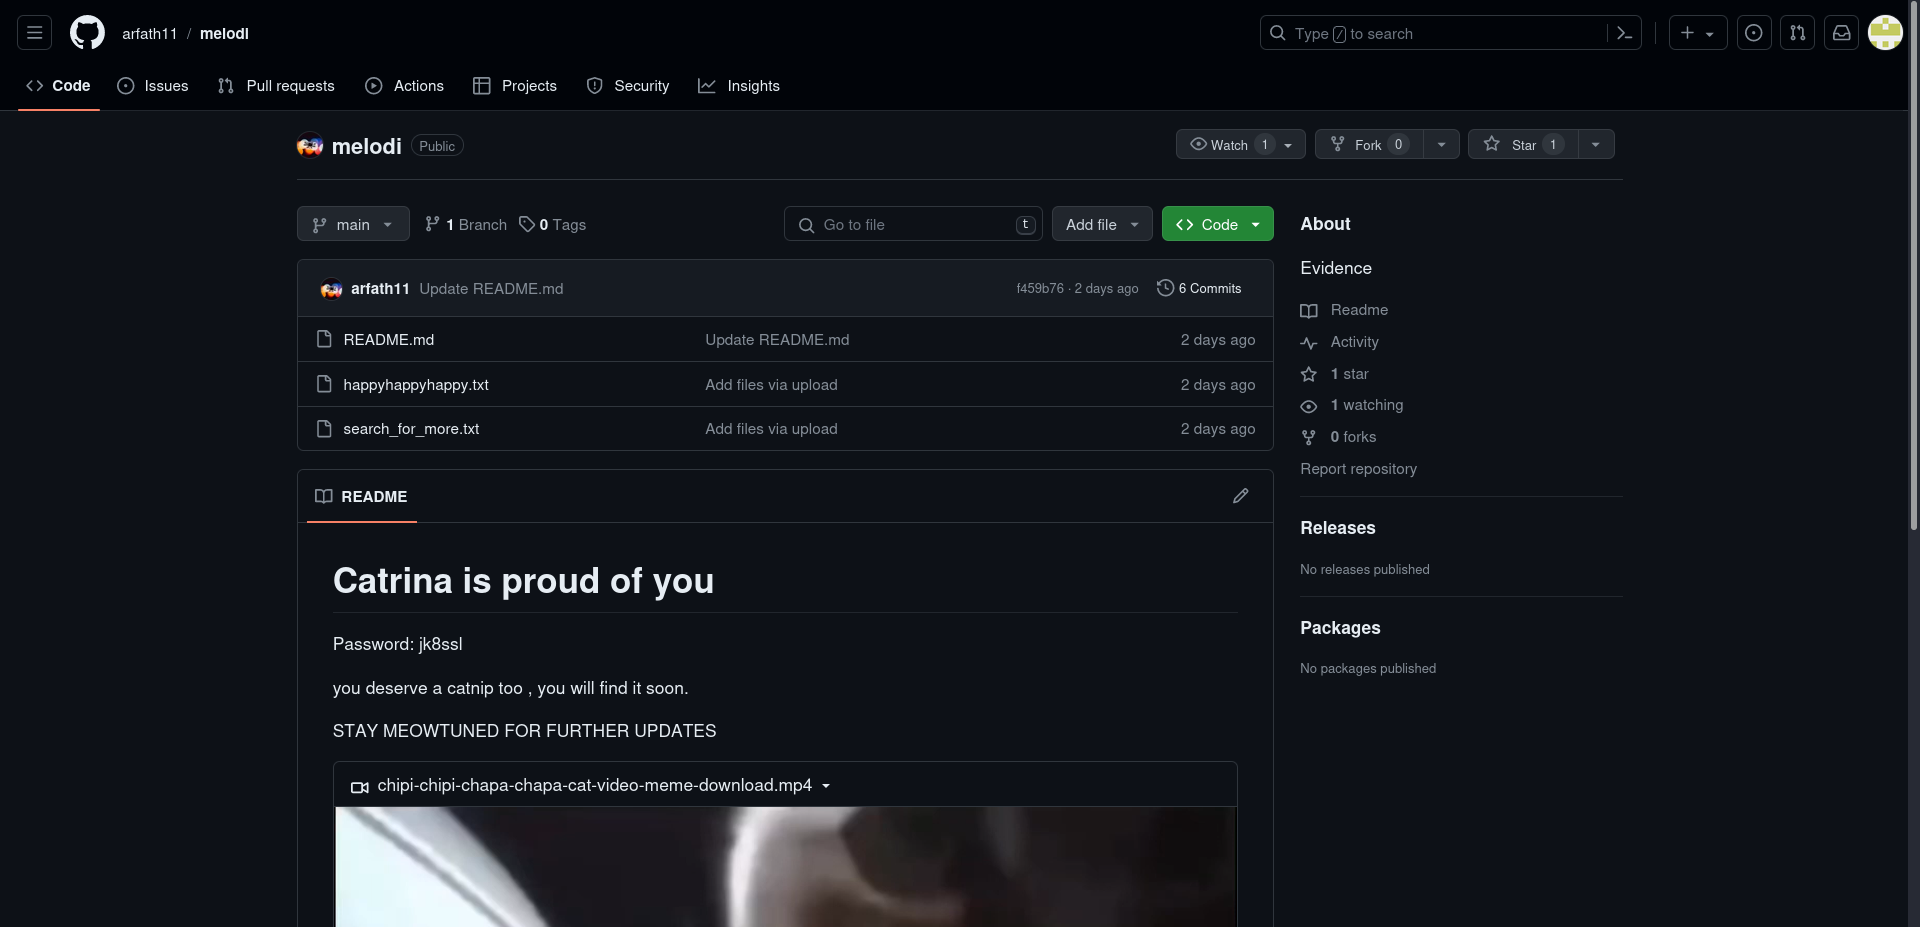 arfath11 / melodi
Type / to search
Code
Issues
Pull requests
Actions
Projects
Security
Insights
melodi Public
Watch 1
Fork 0
Star 1
main
1 Branch
0 Tags
Go to file t
Add file
Code
About
Evidence
arfath11 Update README.md f459b76 · 2 days ago 6 Commits
README.md Update README.md 2 days ago
happyhappyhappy.txt Add files via upload 2 days ago
search_for_more.txt Add files via upload 2 days ago
Readme
Activity
1 star
1 watching
0 forks
Report repository
Releases
No releases published
Packages
No packages published
README
Catrina is proud of you
Password: jk8ssl
you deserve a catnip too , you will find it soon.
STAY MEOWTUNED FOR FURTHER UPDATES
chipi-chipi-chapa-chapa-cat-video-meme-download.mp4